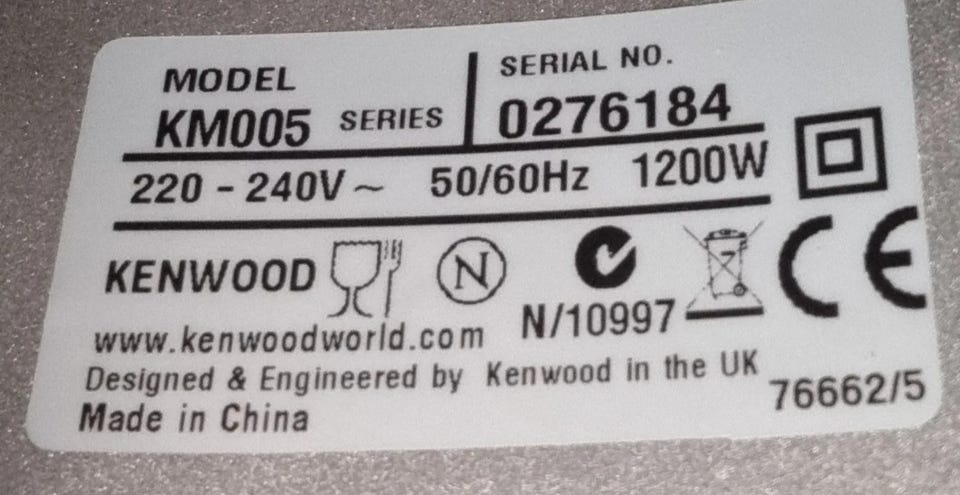 MODEL
KM005 SERIES
SERIAL NO.
0276184
220 - 240V ~ 50/60Hz 1200W
KENWOOD
N
CE
N/10997
www.kenwoodworld.com
Designed & Engineered by Kenwood in the UK
76662/5
Made in China